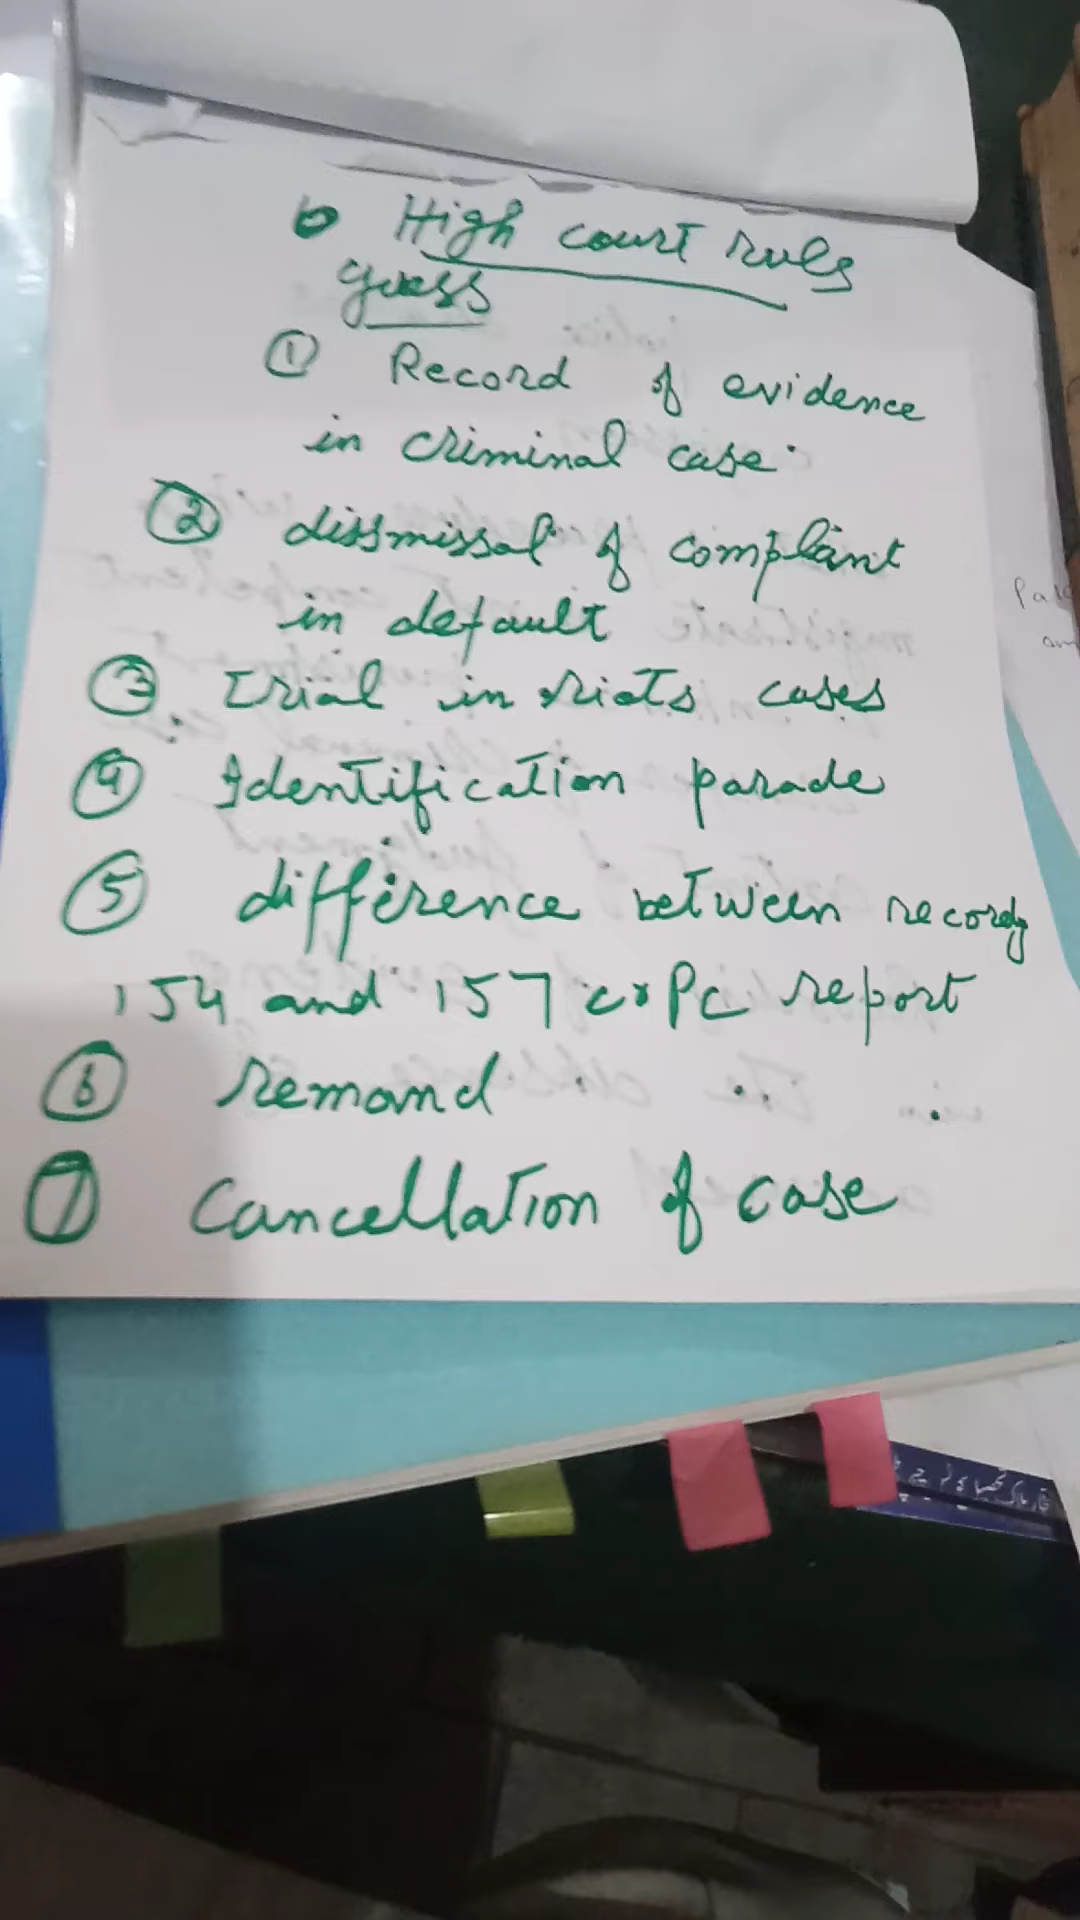 High court rules
guess
① Record of evidence
in criminal case.
② dissmissal of complaint
in default
③ Trial in riots cases
④ Identification parade
⑤ difference between record
154 and 157 crPc report
⑥ remand
⑦ Cancellation of case